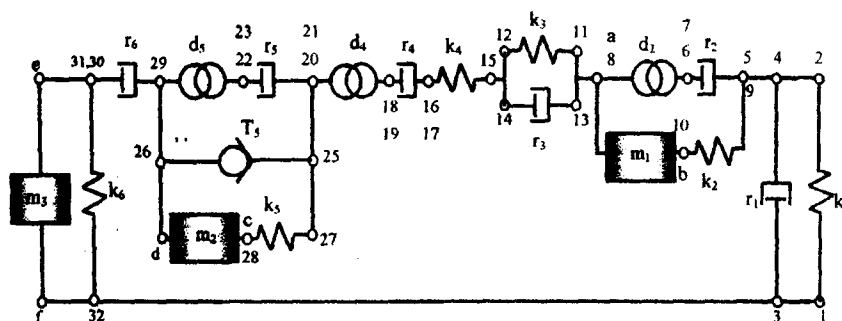 k₃
12
11
a
7
21
d₅
23
d₄
r₄
k₄
8
6
r₂
5
4
2
r₆
r₅
15
e
31,30
29
22
20
18
16
9
19
17
14
13
r₃
10
T₅
m₁
26
25
b
k₂
m₃
k₆
k₅
c
r₁
k
m₂
d
28
27
f
32
3
1